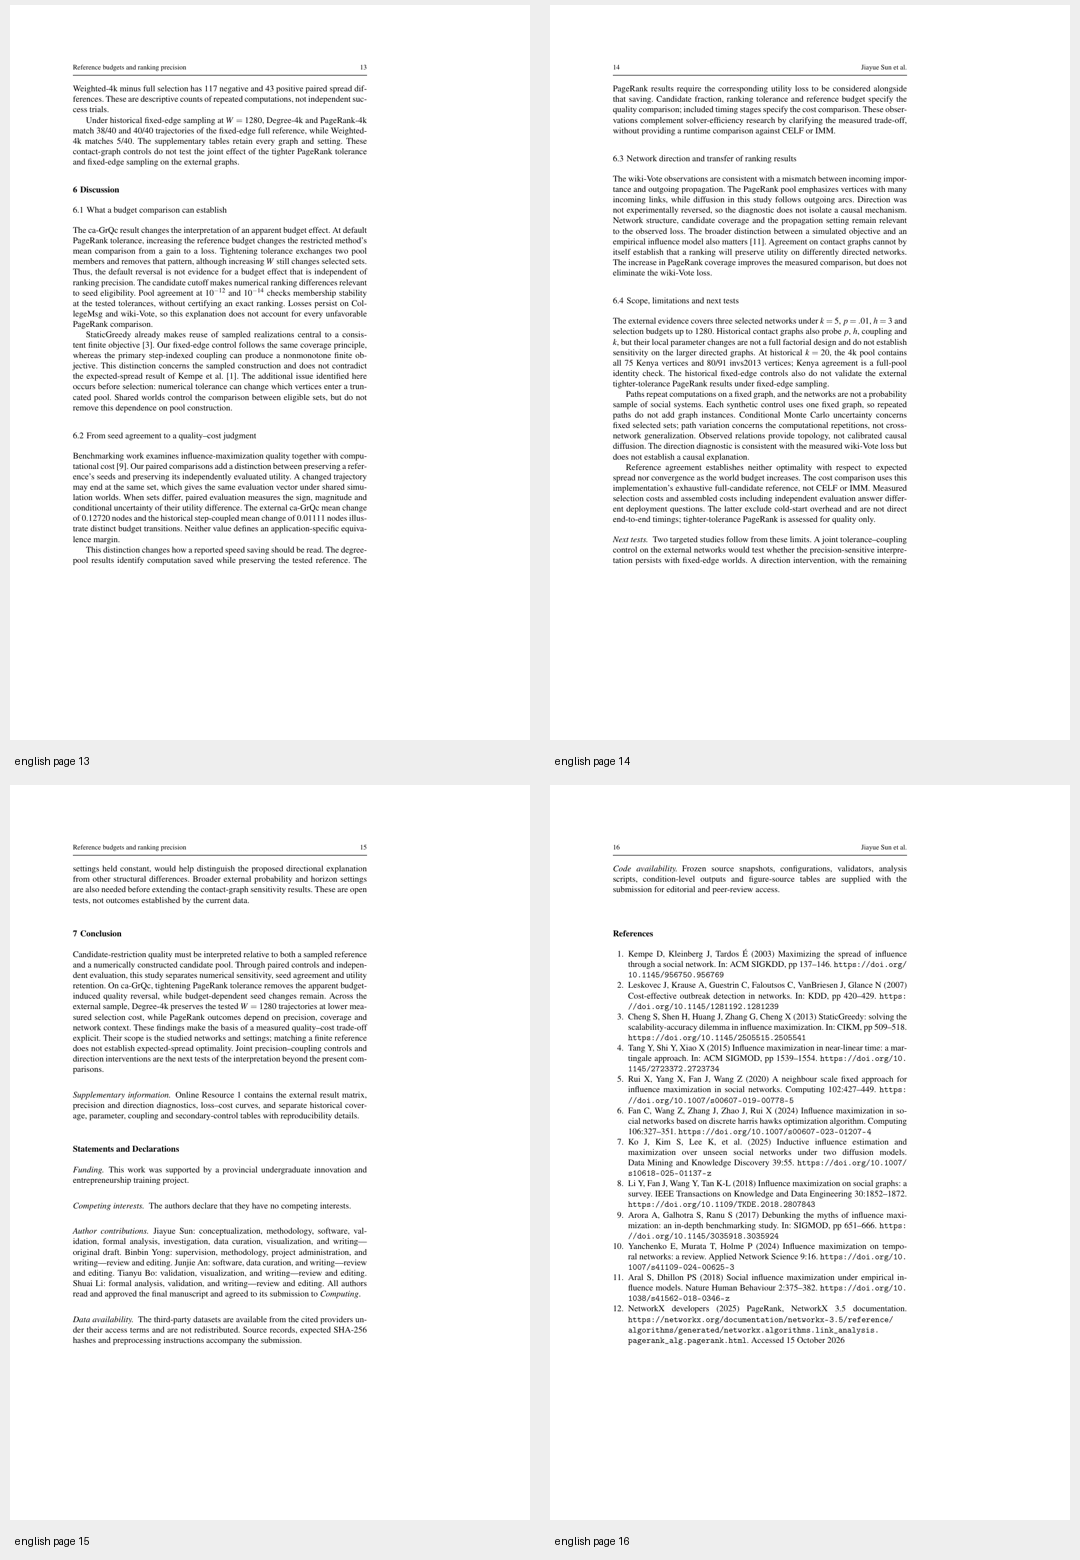 Reference budgets and ranking precision 13
Weighted-4k minus full selection has 117 negative and 43 positive paired spread dif-
ferences. These are descriptive counts of repeated computations, not independent suc-
cess trials.
Under historical fixed-edge sampling at W = 1280, Degree-4k and PageRank-4k
match 38/40 and 40/40 trajectories of the fixed-edge full reference, while Weighted-
4k matches 5/40. The supplementary tables retain every graph and setting. These
contact-graph controls do not test the joint effect of the tighter PageRank tolerance
and fixed-edge sampling on the external graphs.
6 Discussion
6.1 What a budget comparison can establish
The ca-GrQc result changes the interpretation of an apparent budget effect. At default
PageRank tolerance, increasing the reference budget changes the restricted method's
mean comparison from a gain to a loss. Tightening tolerance exchanges two pool
members and removes that pattern, although increasing W still changes selected sets.
Thus, the default reversal is not evidence for a budget effect that is independent of
ranking precision. The candidate cutoff makes numerical ranking differences relevant
to seed eligibility. Pool agreement at 10⁻¹² and 10⁻¹⁴ checks membership stability
at the tested tolerances, without certifying an exact ranking. Losses persist on Col-
legeMsg and wiki-Vote, so this explanation does not account for every unfavorable
PageRank comparison.
StaticGreedy already makes reuse of sampled realizations central to a consis-
tent finite objective [3]. Our fixed-edge control follows the same coverage principle,
whereas the primary step-indexed coupling can produce a nonmonotone finite ob-
jective. This distinction concerns the sampled construction and does not contradict
the expected-spread result of Kempe et al. [1]. The additional issue identified here
occurs before selection: numerical tolerance can change which vertices enter a trun-
cated pool. Shared worlds control the comparison between eligible sets, but do not
remove this dependence on pool construction.
6.2 From seed agreement to a quality–cost judgment
Benchmarking work examines influence-maximization quality together with compu-
tational cost [9]. Our paired comparisons add a distinction between preserving a refer-
ence's seeds and preserving its independently evaluated utility. A changed trajectory
may end at the same set, which gives the same evaluation vector under shared simu-
lation worlds. When sets differ, paired evaluation measures the sign, magnitude and
conditional uncertainty of their utility difference. The external ca-GrQc mean change
of 0.12720 nodes and the historical step-coupled mean change of 0.01111 nodes illus-
trate distinct budget transitions. Neither value defines an application-specific equiva-
lence margin.
This distinction changes how a reported speed saving should be read. The degree-
pool results identify computation saved while preserving the tested reference. The
english page 13
14 Jiayue Sun et al.
PageRank results require the corresponding utility loss to be considered alongside
that saving. Candidate fraction, ranking tolerance and reference budget specify the
quality comparison; included timing stages specify the cost comparison. These obser-
vations complement solver-efficiency research by clarifying the measured trade-off,
without providing a runtime comparison against CELF or IMM.
6.3 Network direction and transfer of ranking results
The wiki-Vote observations are consistent with a mismatch between incoming impor-
tance and outgoing propagation. The PageRank pool emphasizes vertices with many
incoming links, while diffusion in this study follows outgoing arcs. Direction was
not experimentally reversed, so the diagnostic does not isolate a causal mechanism.
Network structure, candidate coverage and the propagation setting remain relevant
to the observed loss. The broader distinction between a simulated objective and an
empirical influence model also matters [11]. Agreement on contact graphs cannot by
itself establish that a ranking will preserve utility on differently directed networks.
The increase in PageRank coverage improves the measured comparison, but does not
eliminate the wiki-Vote loss.
6.4 Scope, limitations and next tests
The external evidence covers three selected networks under k = 5, p = .01, h = 3 and
selection budgets up to 1280. Historical contact graphs also probe p, h, coupling and
k, but their local parameter changes are not a full factorial design and do not establish
sensitivity on the larger directed graphs. At historical k = 20, the 4k pool contains
all 75 Kenya vertices and 80/91 invs2013 vertices; Kenya agreement is a full-pool
identity check. The historical fixed-edge controls also do not validate the external
tighter-tolerance PageRank results under fixed-edge sampling.
Paths repeat computations on a fixed graph, and the networks are not a probability
sample of social systems. Each synthetic control uses one fixed graph, so repeated
paths do not add graph instances. Conditional Monte Carlo uncertainty concerns
fixed selected sets; path variation concerns the computational repetitions, not cross-
network generalization. Observed relations provide topology, not calibrated causal
diffusion. The direction diagnostic is consistent with the measured wiki-Vote loss but
does not establish a causal explanation.
Reference agreement establishes neither optimality with respect to expected
spread nor convergence as the world budget increases. The cost comparison uses this
implementation's exhaustive full-candidate reference, not CELF or IMM. Measured
selection costs and assembled costs including independent evaluation answer differ-
ent deployment questions. The latter exclude cold-start overhead and are not direct
end-to-end timings; tighter-tolerance PageRank is assessed for quality only.
Next tests. Two targeted studies follow from these limits. A joint tolerance–coupling
control on the external networks would test whether the precision-sensitive interpre-
tation persists with fixed-edge worlds. A direction intervention, with the remaining
english page 14
Reference budgets and ranking precision 15
settings held constant, would help distinguish the proposed directional explanation
from other structural differences. Broader external probability and horizon settings
are also needed before extending the contact-graph sensitivity results. These are open
tests, not outcomes established by the current data.
7 Conclusion
Candidate-restriction quality must be interpreted relative to both a sampled reference
and a numerically constructed candidate pool. Through paired controls and indepen-
dent evaluation, this study separates numerical sensitivity, seed agreement and utility
retention. On ca-GrQc, tightening PageRank tolerance removes the apparent budget-
induced quality reversal, while budget-dependent seed changes remain. Across the
external sample, Degree-4k preserves the tested W = 1280 trajectories at lower mea-
sured selection cost, while PageRank outcomes depend on precision, coverage and
network context. These findings make the basis of a measured quality–cost trade-off
explicit. Their scope is the studied networks and settings; matching a finite reference
does not establish expected-spread optimality. Joint precision–coupling controls and
direction interventions are the next tests of the interpretation beyond the present com-
parisons.
Supplementary information. Online Resource 1 contains the external result matrix,
precision and direction diagnostics, loss–cost curves, and separate historical cover-
age, parameter, coupling and secondary-control tables with reproducibility details.
Statements and Declarations
Funding. This work was supported by a provincial undergraduate innovation and
entrepreneurship training project.
Competing interests. The authors declare that they have no competing interests.
Author contributions. Jiayue Sun: conceptualization, methodology, software, val-
idation, formal analysis, investigation, data curation, visualization, and writing—
original draft. Binbin Yong: supervision, methodology, project administration, and
writing—review and editing. Junjie An: software, data curation, and writing—review
and editing. Tianyu Bo: validation, visualization, and writing—review and editing.
Shuai Li: formal analysis, validation, and writing—review and editing. All authors
read and approved the final manuscript and agreed to its submission to Computing.
Data availability. The third-party datasets are available from the cited providers un-
der their access terms and are not redistributed. Source records, expected SHA-256
hashes and preprocessing instructions accompany the submission.
english page 15
16 Jiayue Sun et al.
Code availability. Frozen source snapshots, configurations, validators, analysis
scripts, condition-level outputs and figure-source tables are supplied with the
submission for editorial and peer-review access.
References
1. Kempe D, Kleinberg J, Tardos É (2003) Maximizing the spread of influence
through a social network. In: ACM SIGKDD, pp 137–146. https://doi.org/
10.1145/956750.956769
2. Leskovec J, Krause A, Guestrin C, Faloutsos C, VanBriesen J, Glance N (2007)
Cost-effective outbreak detection in networks. In: KDD, pp 420–429. https:
//doi.org/10.1145/1281192.1281239
3. Cheng S, Shen H, Huang J, Zhang G, Cheng X (2013) StaticGreedy: solving the
scalability-accuracy dilemma in influence maximization. In: CIKM, pp 509–518.
https://doi.org/10.1145/2505515.2505541
4. Tang Y, Shi Y, Xiao X (2015) Influence maximization in near-linear time: a mar-
tingale approach. In: ACM SIGMOD, pp 1539–1554. https://doi.org/10.
1145/2723372.2723734
5. Rui X, Yang X, Fan J, Wang Z (2020) A neighbour scale fixed approach for
influence maximization in social networks. Computing 102:427–449. https:
//doi.org/10.1007/s00607-019-00778-5
6. Fan C, Wang Z, Zhang J, Zhao J, Rui X (2024) Influence maximization in so-
cial networks based on discrete harris hawks optimization algorithm. Computing
106:327–351. https://doi.org/10.1007/s00607-023-01207-4
7. Ko J, Kim S, Lee K, et al. (2025) Inductive influence estimation and
maximization over unseen social networks under two diffusion models.
Data Mining and Knowledge Discovery 39:55. https://doi.org/10.1007/
s10618-025-01137-z
8. Li Y, Fan J, Wang Y, Tan K-L (2018) Influence maximization on social graphs: a
survey. IEEE Transactions on Knowledge and Data Engineering 30:1852–1872.
https://doi.org/10.1109/TKDE.2018.2807843
9. Arora A, Galhotra S, Ranu S (2017) Debunking the myths of influence maxi-
mization: an in-depth benchmarking study. In: SIGMOD, pp 651–666. https:
//doi.org/10.1145/3035918.3035924
10. Yanchenko E, Murata T, Holme P (2024) Influence maximization on tempo-
ral networks: a review. Applied Network Science 9:16. https://doi.org/10.
1007/s41109-024-00625-3
11. Aral S, Dhillon PS (2018) Social influence maximization under empirical in-
fluence models. Nature Human Behaviour 2:375–382. https://doi.org/10.
1038/s41562-018-0346-z
12. NetworkX developers (2025) PageRank, NetworkX 3.5 documentation.
https://networkx.org/documentation/networkx-3.5/reference/
algorithms/generated/networkx.algorithms.link_analysis.
pagerank_alg.pagerank.html. Accessed 15 October 2026
english page 16